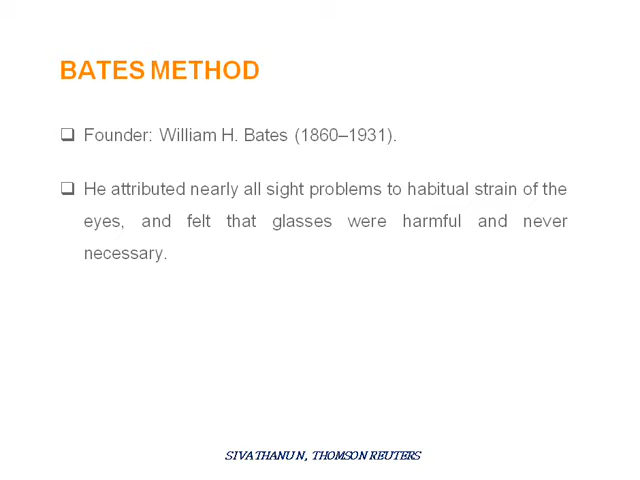 BATES METHOD
Founder: William H. Bates (1860–1931).
He attributed nearly all sight problems to habitual strain of the
eyes, and felt that glasses were harmful and never
necessary.
SIVATHANU N, THOMSON REUTERS